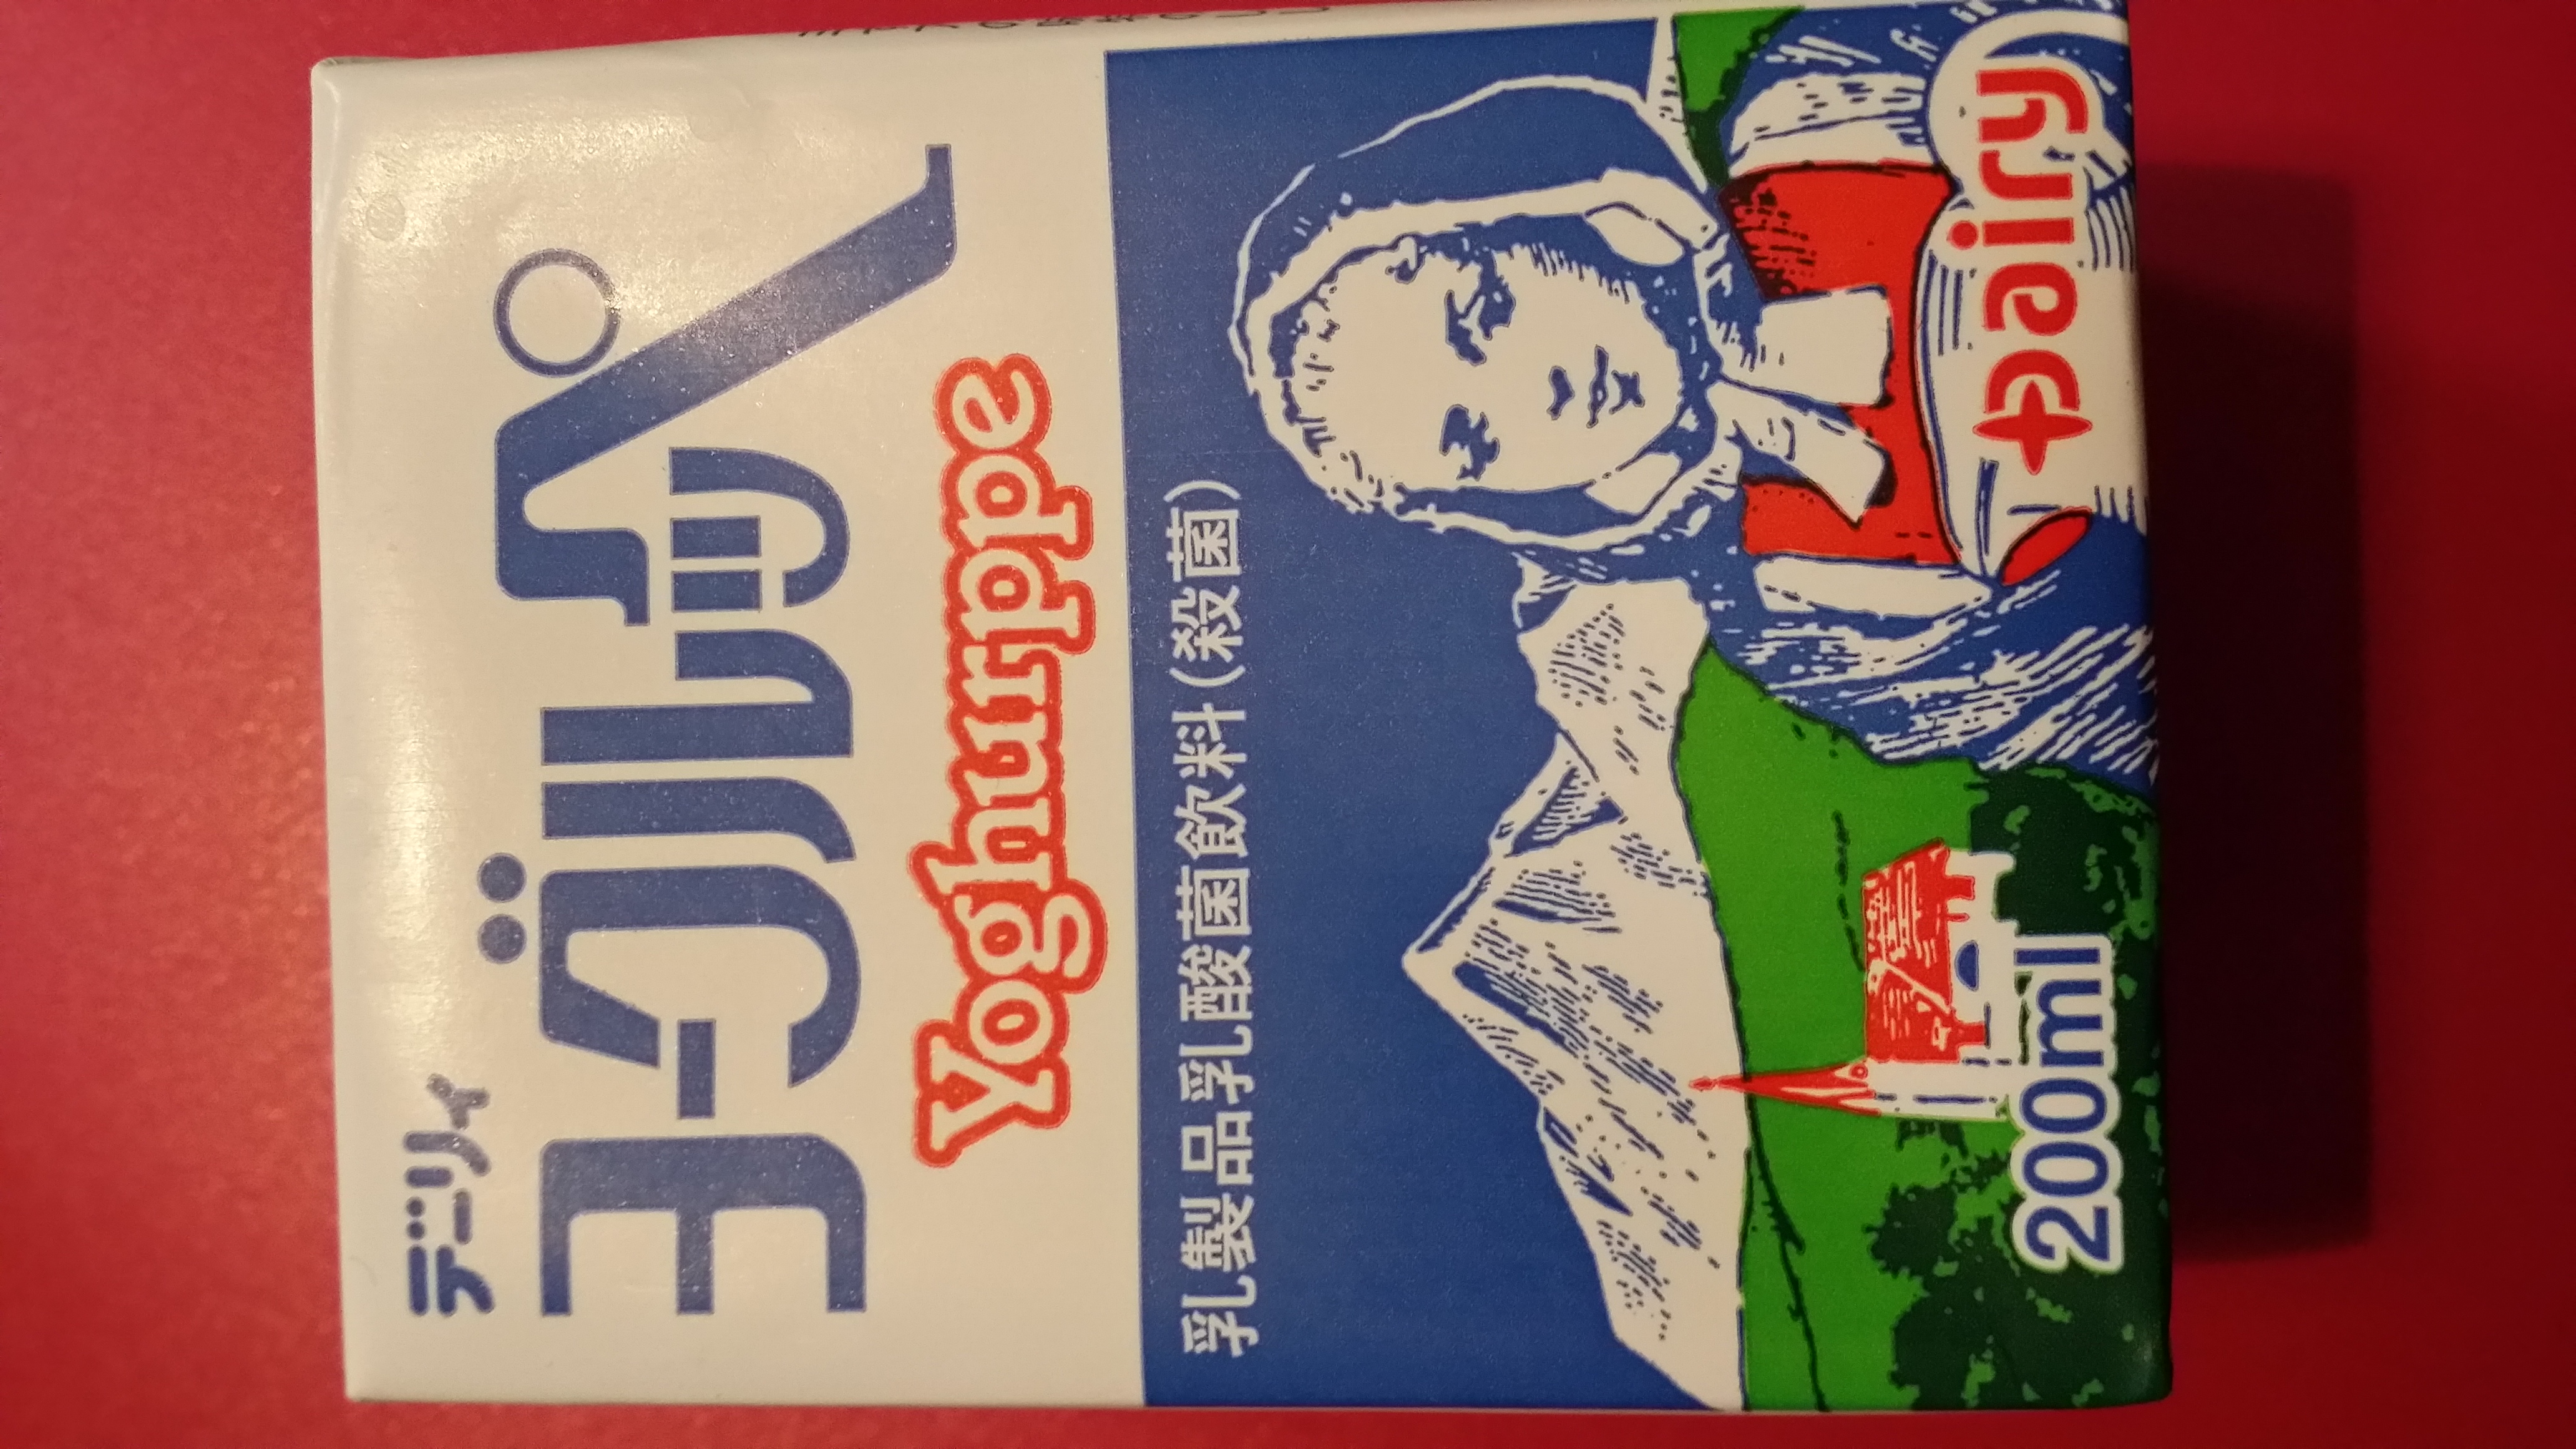 デーリィ
ヨーグルッペ
Yoghurppe
乳製品乳酸菌飲料(殺菌)
200ml
Dairy